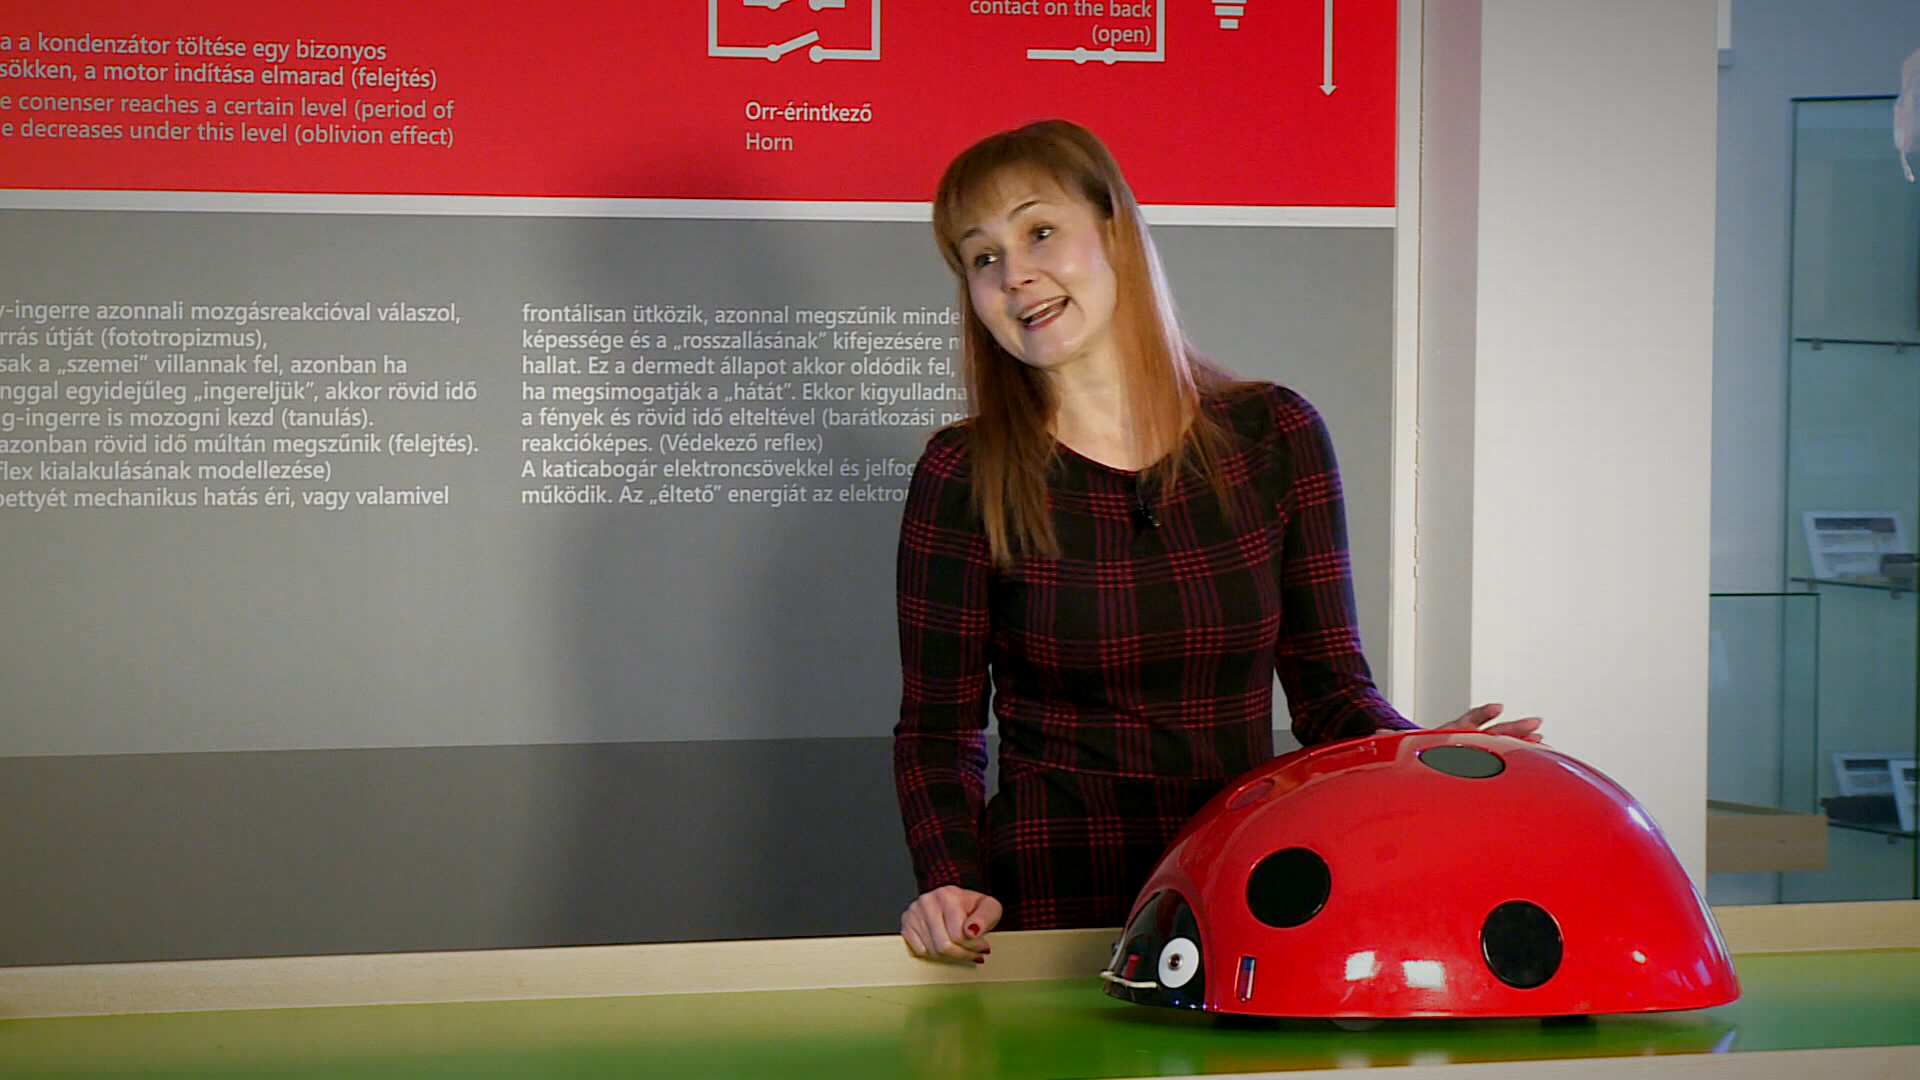 a a kondenzátor töltése egy bizonyos
sökken, a motor indítása elmarad (felejtés)
e conenser reaches a certain level (period of
e decreases under this level (oblivion effect)
Orr-érintkező
Horn
contact on the back
(open)
y-ingerre azonnali mozgásreakcióval válaszol,
rrás útját (fototropizmus),
sak a „szemei” villannak fel, azonban ha
nggal egyidejűleg „ingereljük”, akkor rövid idő
g-ingerre is mozogni kezd (tanulás).
azonban rövid idő múltán megszűnik (felejtés).
flex kialakulásának modellezése)
pettyét mechanikus hatás éri, vagy valamivel
frontálisan ütközik, azonnal megszűnik minde
képessége és a „rosszallásának” kifejezésére
hallat. Ez a dermedt állapot akkor oldódik fel,
ha megsimogatják a „hátát”. Ekkor kigyulladna
a fények és rövid idő elteltével (barátkozási
reakcióképes. (Védekező reflex)
A katicabogár elektroncsövekkel és jelfog
működik. Az „éltető” energiát az elektro